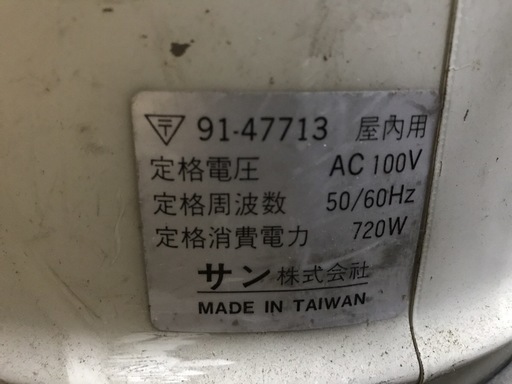 〒 91-47713 屋内用
定格電圧 AC 100V
定格周波数 50/60Hz
定格消費電力 720W
サン株式会社
MADE IN TAIWAN